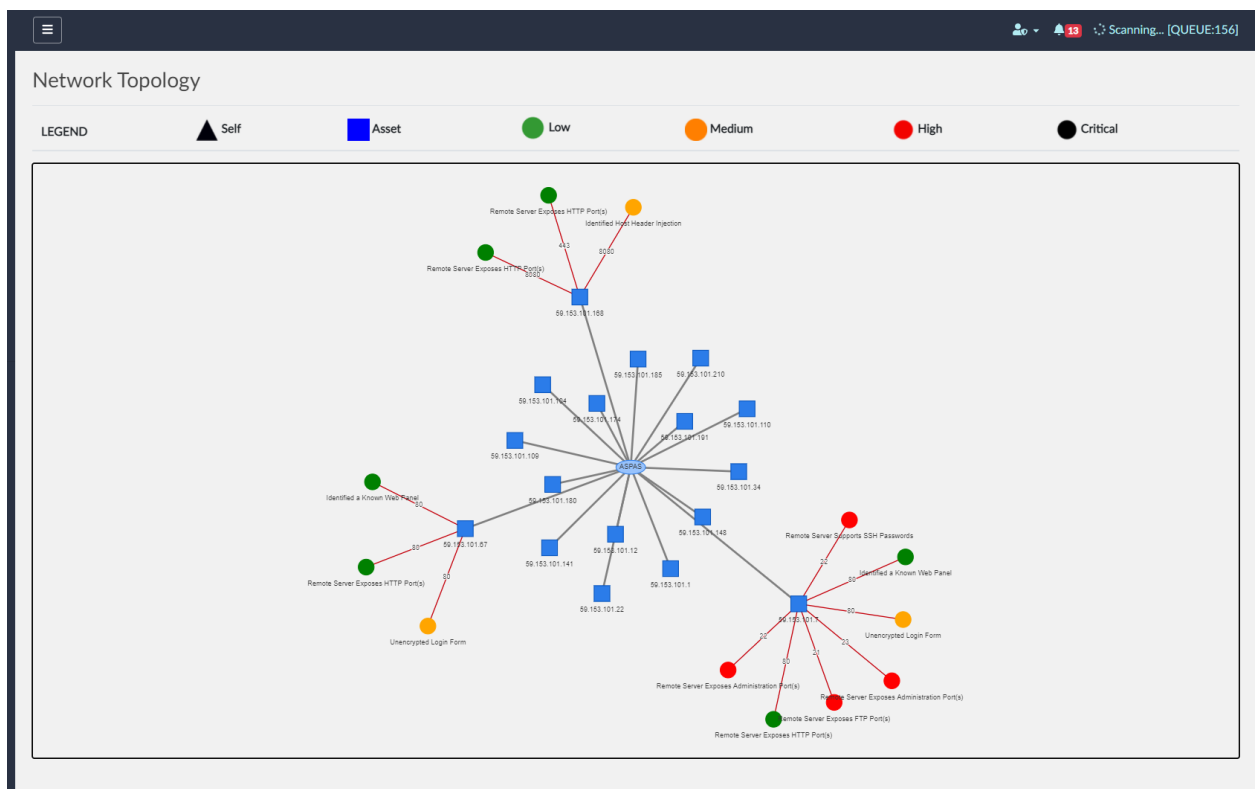 13 Scanning... [QUEUE:156]
Network Topology
LEGEND Self Asset Low Medium High Critical
Remote Server Exposes HTTP Port(s)
Identified Host Header Injection
443
8080
Remote Server Exposes HTTP Port(s)
8080
59.153.101.168
59.153.101.185
59.153.101.210
59.153.101.194
59.153.101.174
59.153.101.110
59.153.101.191
59.153.101.109
ASPAS
59.153.101.34
59.153.101.180
Identified a Known Web Panel
80
59.153.101.148
59.153.101.67
59.153.101.12
59.153.101.141
Remote Server Supports SSH Passwords
22
80
Identified a Known Web Panel
80
Remote Server Exposes HTTP Port(s)
80
59.153.101.1
59.153.101.22
80
59.153.101.7
Unencrypted Login Form
Unencrypted Login Form
22
23
21
80
Remote Server Exposes Administration Port(s)
Remote Server Exposes Administration Port(s)
Remote Server Exposes FTP Port(s)
Remote Server Exposes HTTP Port(s)